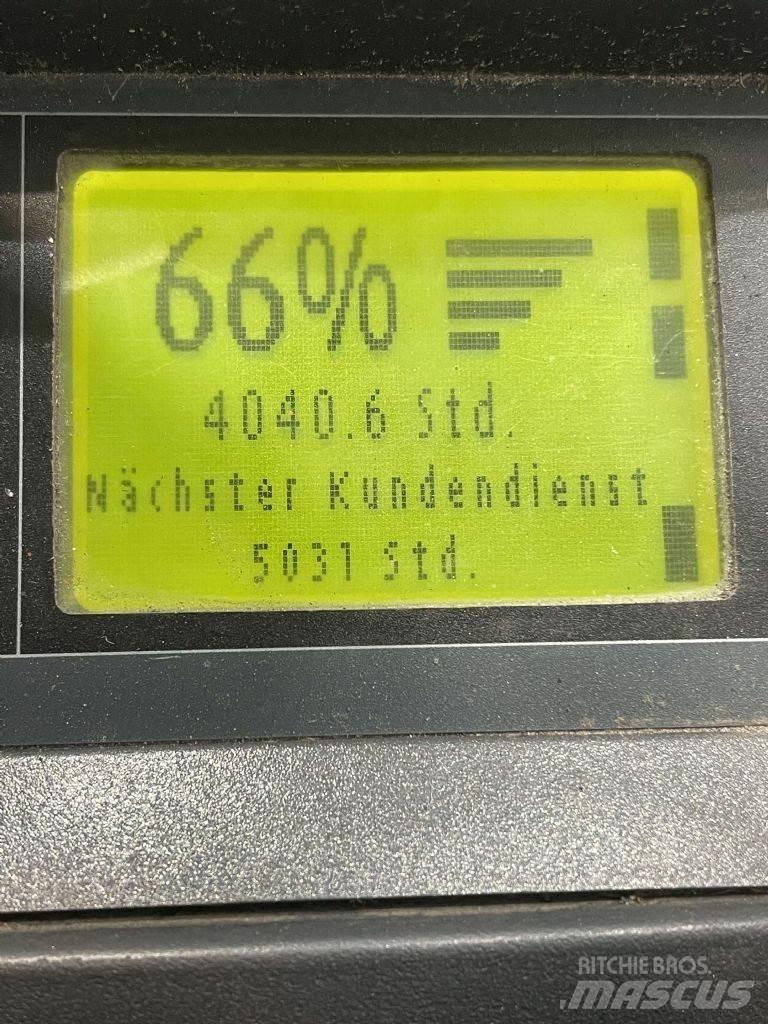 66%
4040.6 Std.
Nächster Kundendienst
5031 Std.
RITCHIE BROS.
MASCUS